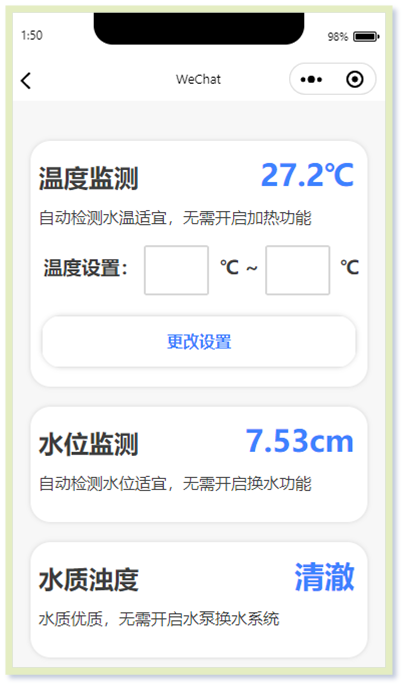 1:50
98%
WeChat
温度监测 27.2℃
自动检测水温适宜，无需开启加热功能
温度设置： ℃ ~ ℃
更改设置
水位监测 7.53cm
自动检测水位适宜，无需开启换水功能
水质浊度 清澈
水质优质，无需开启水泵换水系统